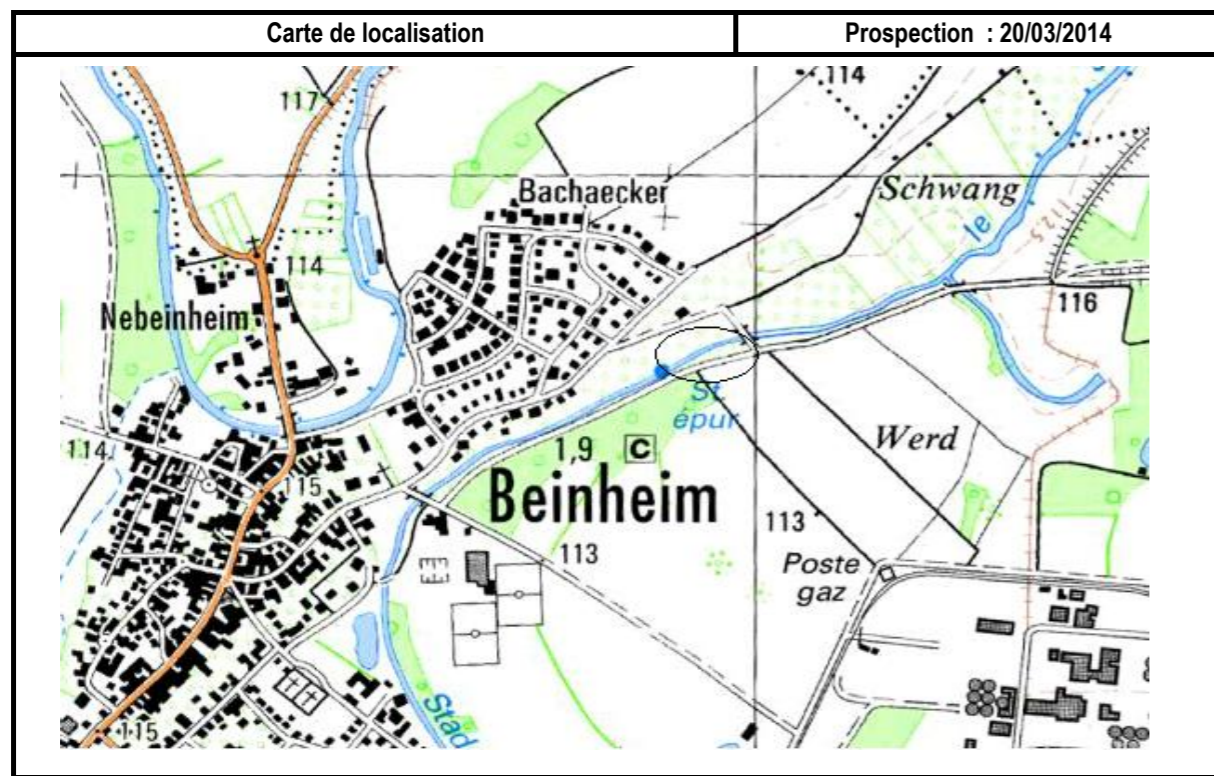 Carte de localisation
Prospection : 20/03/2014
117
114
Bachaecker
Schwang
le
114
Nebeinheim
116
St
épur
114
1,9 C
Werd
115
Beinheim
113
113
Poste
gaz
Stad
115